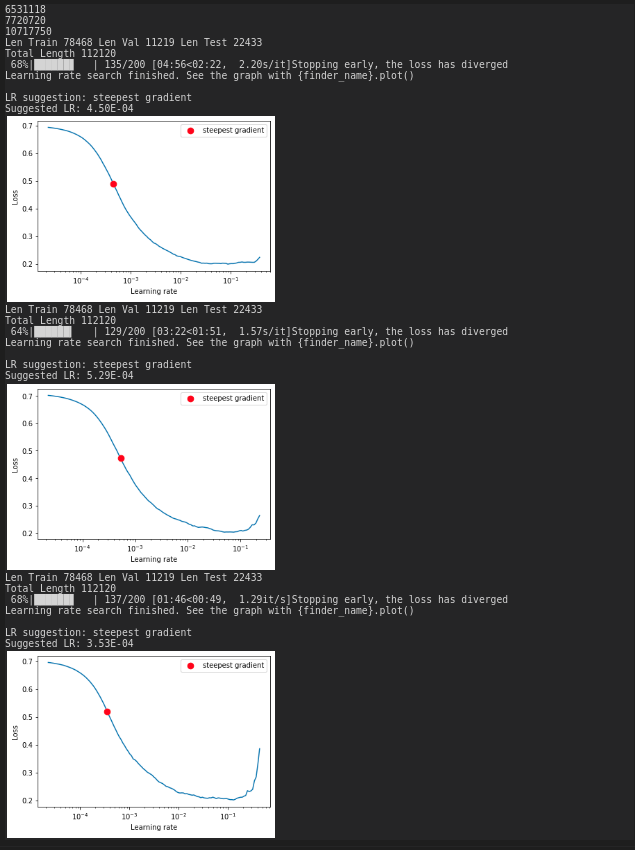 6531118
7720720
10717750
Len Train 78468 Len Val 11219 Len Test 22433
Total Length 112120
68%|██████▊   | 135/200 [04:56<02:22,  2.20s/it]Stopping early, the loss has diverged
Learning rate search finished. See the graph with {finder_name}.plot()
LR suggestion: steepest gradient
Suggested LR: 4.50E-04
steepest gradient
0.7
0.6
0.5
0.4
0.3
0.2
Loss
10⁻⁴ 10⁻³ 10⁻² 10⁻¹
Learning rate
Len Train 78468 Len Val 11219 Len Test 22433
Total Length 112120
64%|██████▍   | 129/200 [03:22<01:51,  1.57s/it]Stopping early, the loss has diverged
Learning rate search finished. See the graph with {finder_name}.plot()
LR suggestion: steepest gradient
Suggested LR: 5.29E-04
steepest gradient
0.7
0.6
0.5
0.4
0.3
0.2
Loss
10⁻⁴ 10⁻³ 10⁻² 10⁻¹
Learning rate
Len Train 78468 Len Val 11219 Len Test 22433
Total Length 112120
68%|██████▊   | 137/200 [01:46<00:49,  1.29it/s]Stopping early, the loss has diverged
Learning rate search finished. See the graph with {finder_name}.plot()
LR suggestion: steepest gradient
Suggested LR: 3.53E-04
steepest gradient
0.7
0.6
0.5
0.4
0.3
0.2
Loss
10⁻⁴ 10⁻³ 10⁻² 10⁻¹
Learning rate